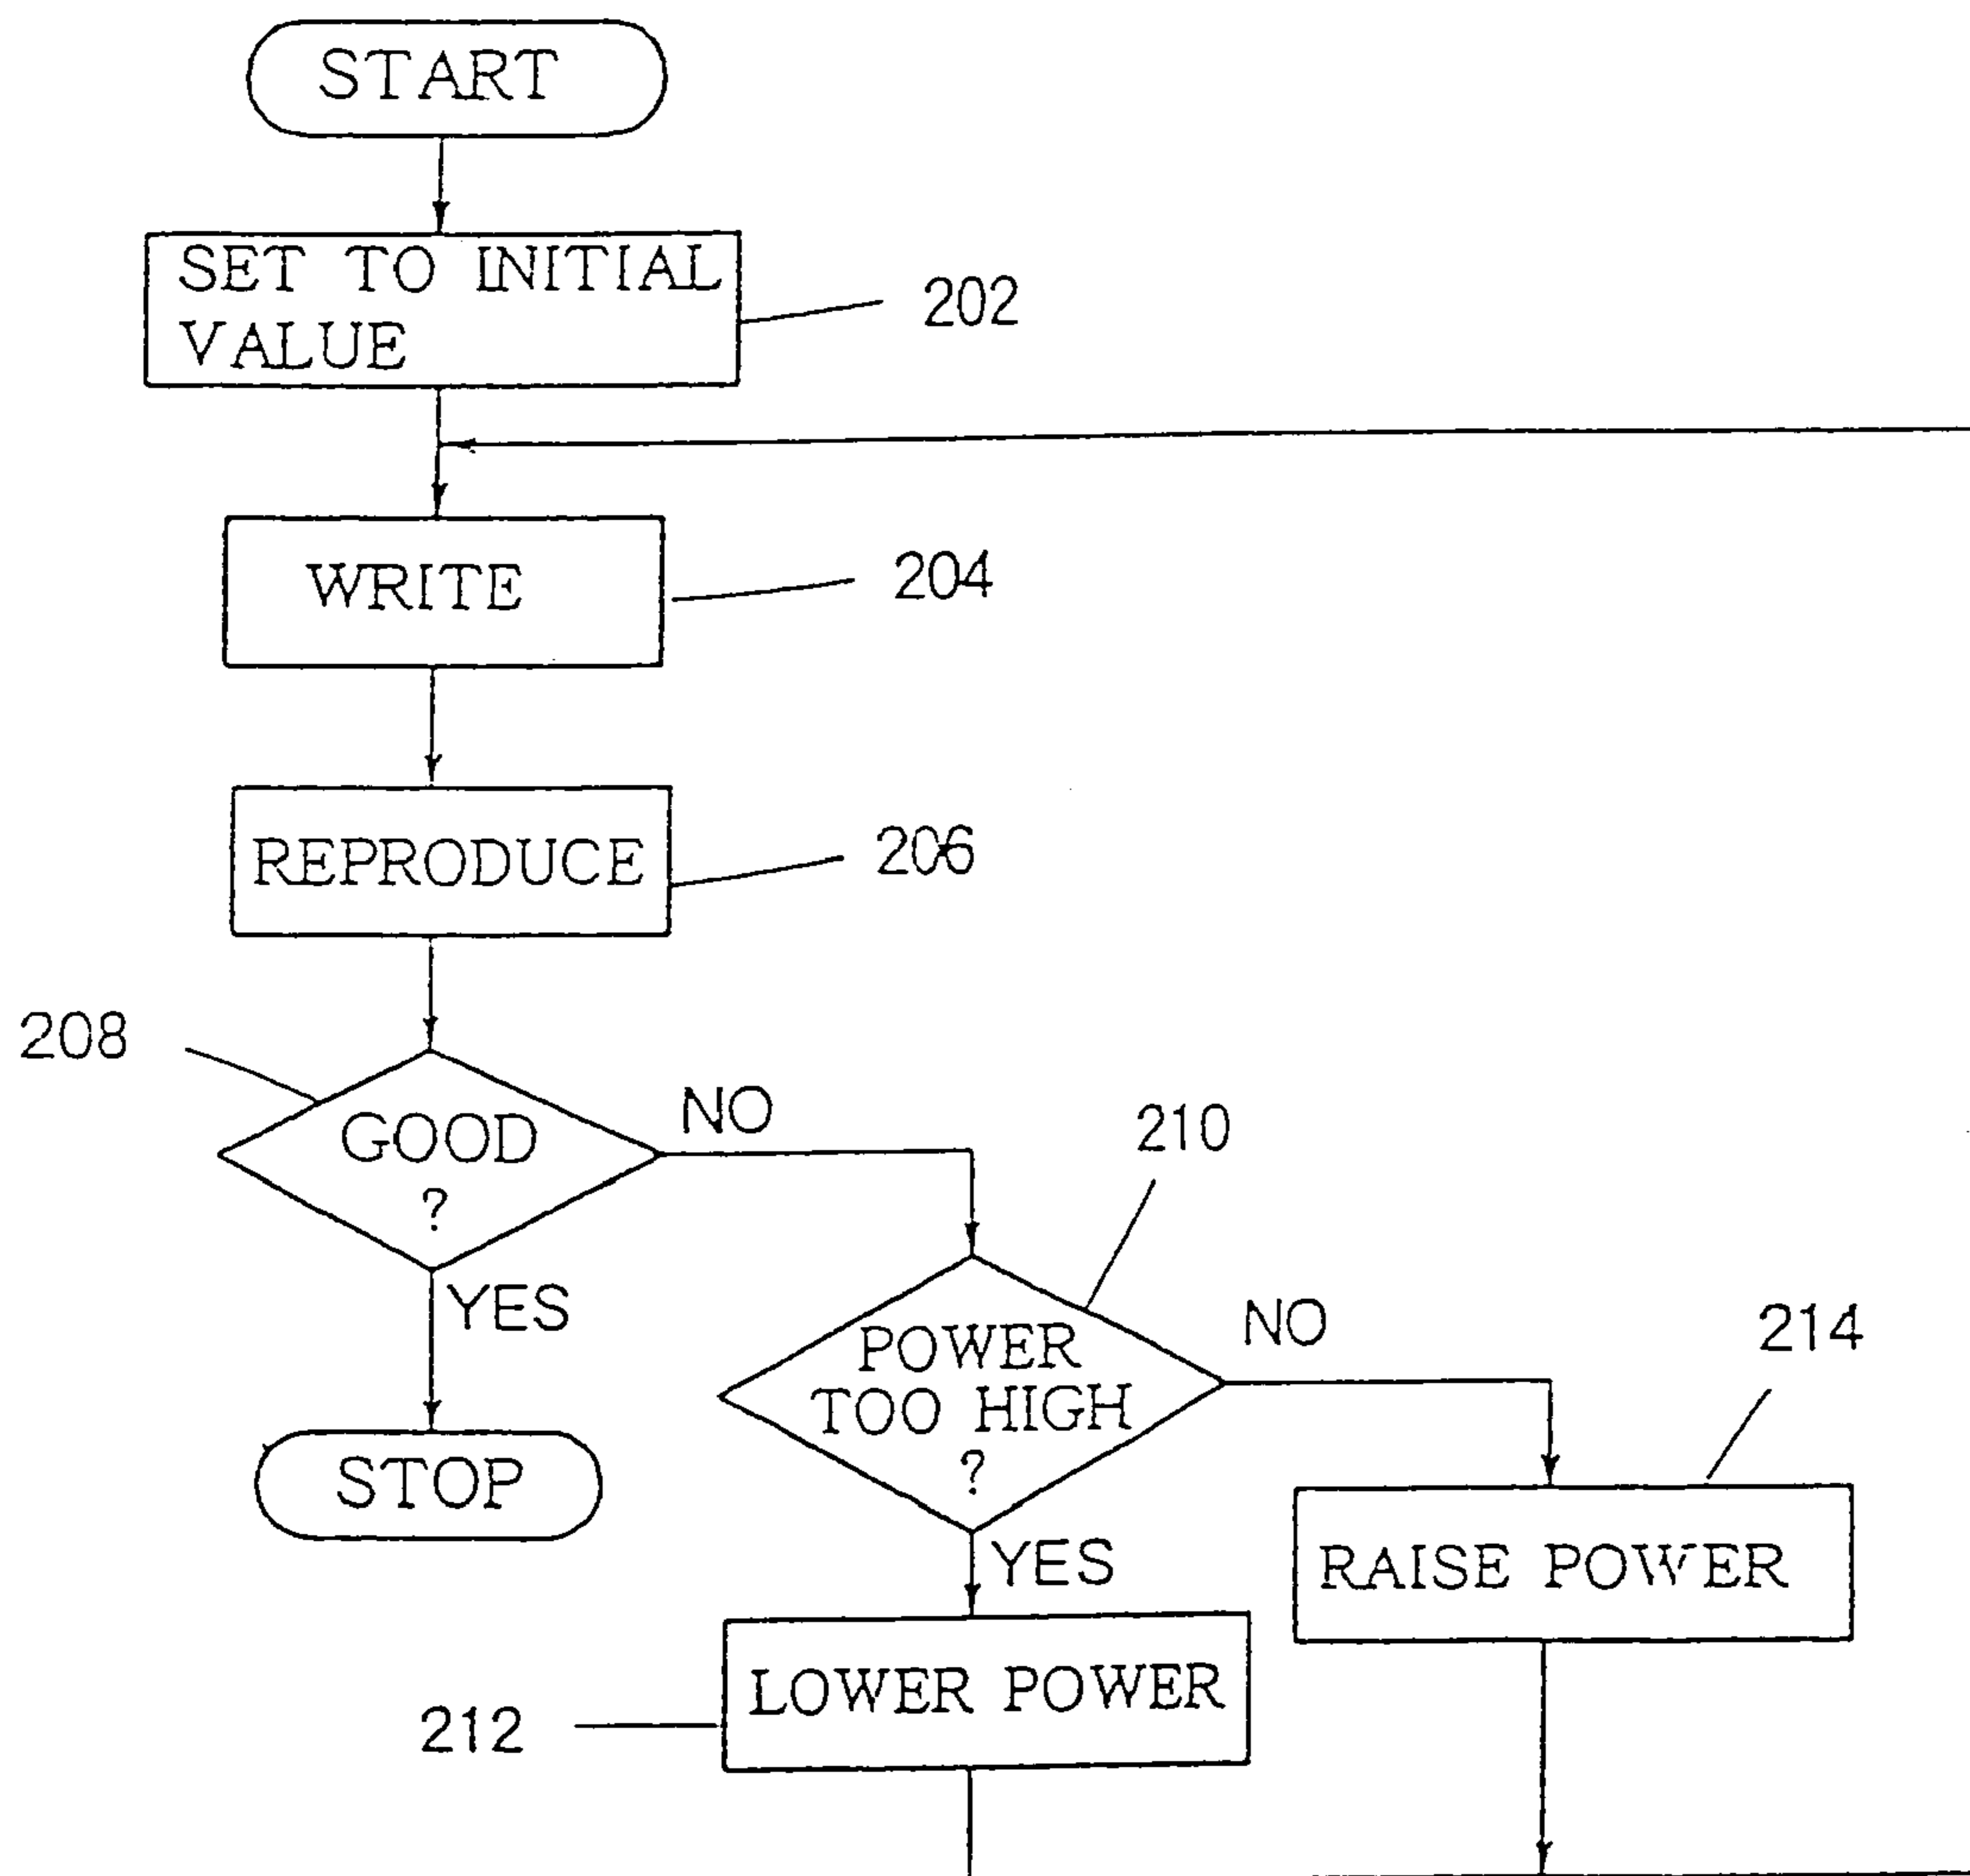 START
SET TO INITIAL
VALUE
202
WRITE
204
REPRODUCE
206
208
GOOD
?
NO
YES
STOP
210
POWER
TOO HIGH
?
NO
YES
214
RAISE POWER
LOWER POWER
212